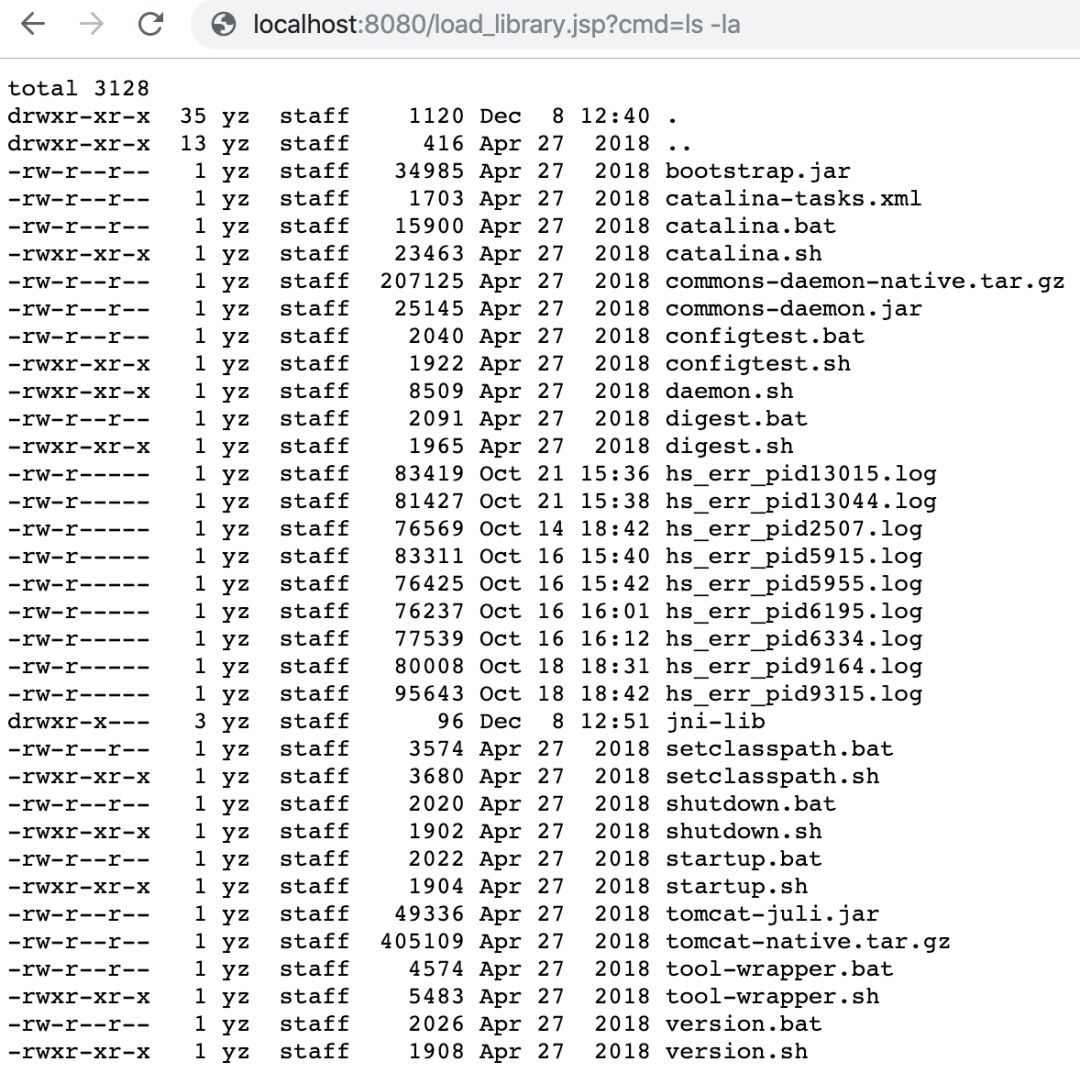 localhost:8080/load_library.jsp?cmd=ls -la
total 3128
drwxr-xr-x  35 yz  staff    1120 Dec  8 12:40 .
drwxr-xr-x  13 yz  staff     416 Apr 27  2018 ..
-rw-r--r--   1 yz  staff   34985 Apr 27  2018 bootstrap.jar
-rw-r--r--   1 yz  staff    1703 Apr 27  2018 catalina-tasks.xml
-rw-r--r--   1 yz  staff   15900 Apr 27  2018 catalina.bat
-rwxr-xr-x   1 yz  staff   23463 Apr 27  2018 catalina.sh
-rw-r--r--   1 yz  staff  207125 Apr 27  2018 commons-daemon-native.tar.gz
-rw-r--r--   1 yz  staff   25145 Apr 27  2018 commons-daemon.jar
-rw-r--r--   1 yz  staff    2040 Apr 27  2018 configtest.bat
-rwxr-xr-x   1 yz  staff    1922 Apr 27  2018 configtest.sh
-rwxr-xr-x   1 yz  staff    8509 Apr 27  2018 daemon.sh
-rw-r--r--   1 yz  staff    2091 Apr 27  2018 digest.bat
-rwxr-xr-x   1 yz  staff    1965 Apr 27  2018 digest.sh
-rw-r-----   1 yz  staff   83419 Oct 21 15:36 hs_err_pid13015.log
-rw-r-----   1 yz  staff   81427 Oct 21 15:38 hs_err_pid13044.log
-rw-r-----   1 yz  staff   76569 Oct 14 18:42 hs_err_pid2507.log
-rw-r-----   1 yz  staff   83311 Oct 16 15:40 hs_err_pid5915.log
-rw-r-----   1 yz  staff   76425 Oct 16 15:42 hs_err_pid5955.log
-rw-r-----   1 yz  staff   76237 Oct 16 16:01 hs_err_pid6195.log
-rw-r-----   1 yz  staff   77539 Oct 16 16:12 hs_err_pid6334.log
-rw-r-----   1 yz  staff   80008 Oct 18 18:31 hs_err_pid9164.log
-rw-r-----   1 yz  staff   95643 Oct 18 18:42 hs_err_pid9315.log
drwxr-x---   3 yz  staff      96 Dec  8 12:51 jni-lib
-rw-r--r--   1 yz  staff    3574 Apr 27  2018 setclasspath.bat
-rwxr-xr-x   1 yz  staff    3680 Apr 27  2018 setclasspath.sh
-rw-r--r--   1 yz  staff    2020 Apr 27  2018 shutdown.bat
-rwxr-xr-x   1 yz  staff    1902 Apr 27  2018 shutdown.sh
-rw-r--r--   1 yz  staff    2022 Apr 27  2018 startup.bat
-rwxr-xr-x   1 yz  staff    1904 Apr 27  2018 startup.sh
-rw-r--r--   1 yz  staff   49336 Apr 27  2018 tomcat-juli.jar
-rw-r--r--   1 yz  staff  405109 Apr 27  2018 tomcat-native.tar.gz
-rw-r--r--   1 yz  staff    4574 Apr 27  2018 tool-wrapper.bat
-rwxr-xr-x   1 yz  staff    5483 Apr 27  2018 tool-wrapper.sh
-rw-r--r--   1 yz  staff    2026 Apr 27  2018 version.bat
-rwxr-xr-x   1 yz  staff    1908 Apr 27  2018 version.sh